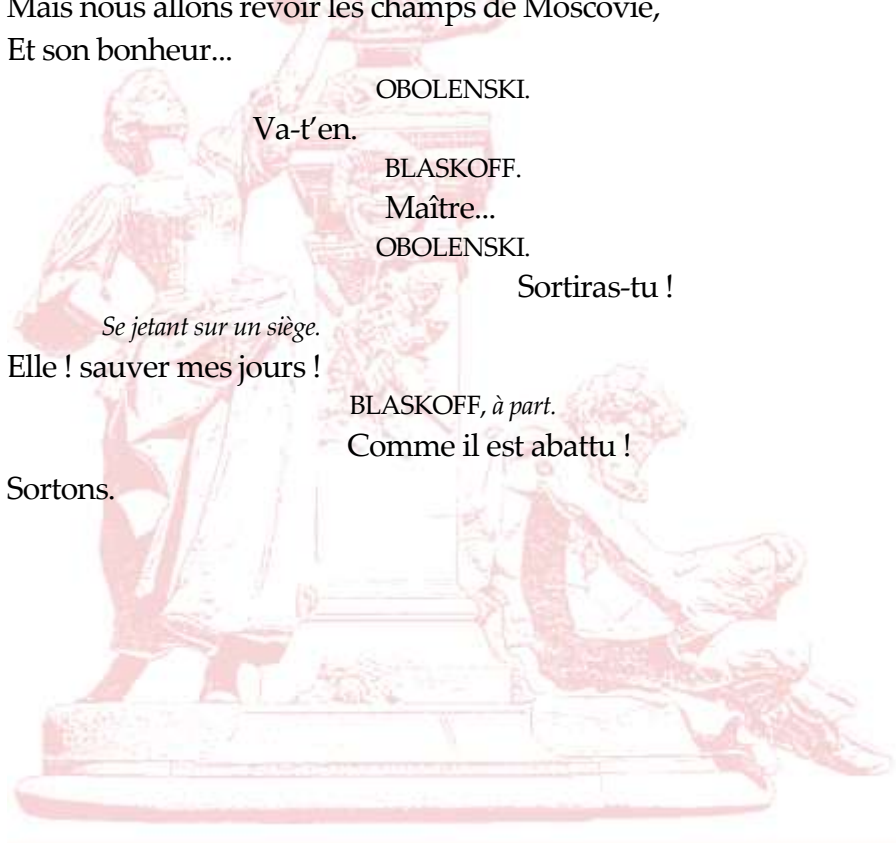 Mais nous allons revoir les champs de Moscovie,
Et son bonheur...
OBOLENSKI.
Va-t’en.
BLASKOFF.
Maître...
OBOLENSKI.
Sortiras-tu !
Se jetant sur un siège.
Elle ! sauver mes jours !
BLASKOFF, à part.
Comme il est abattu !
Sortons.